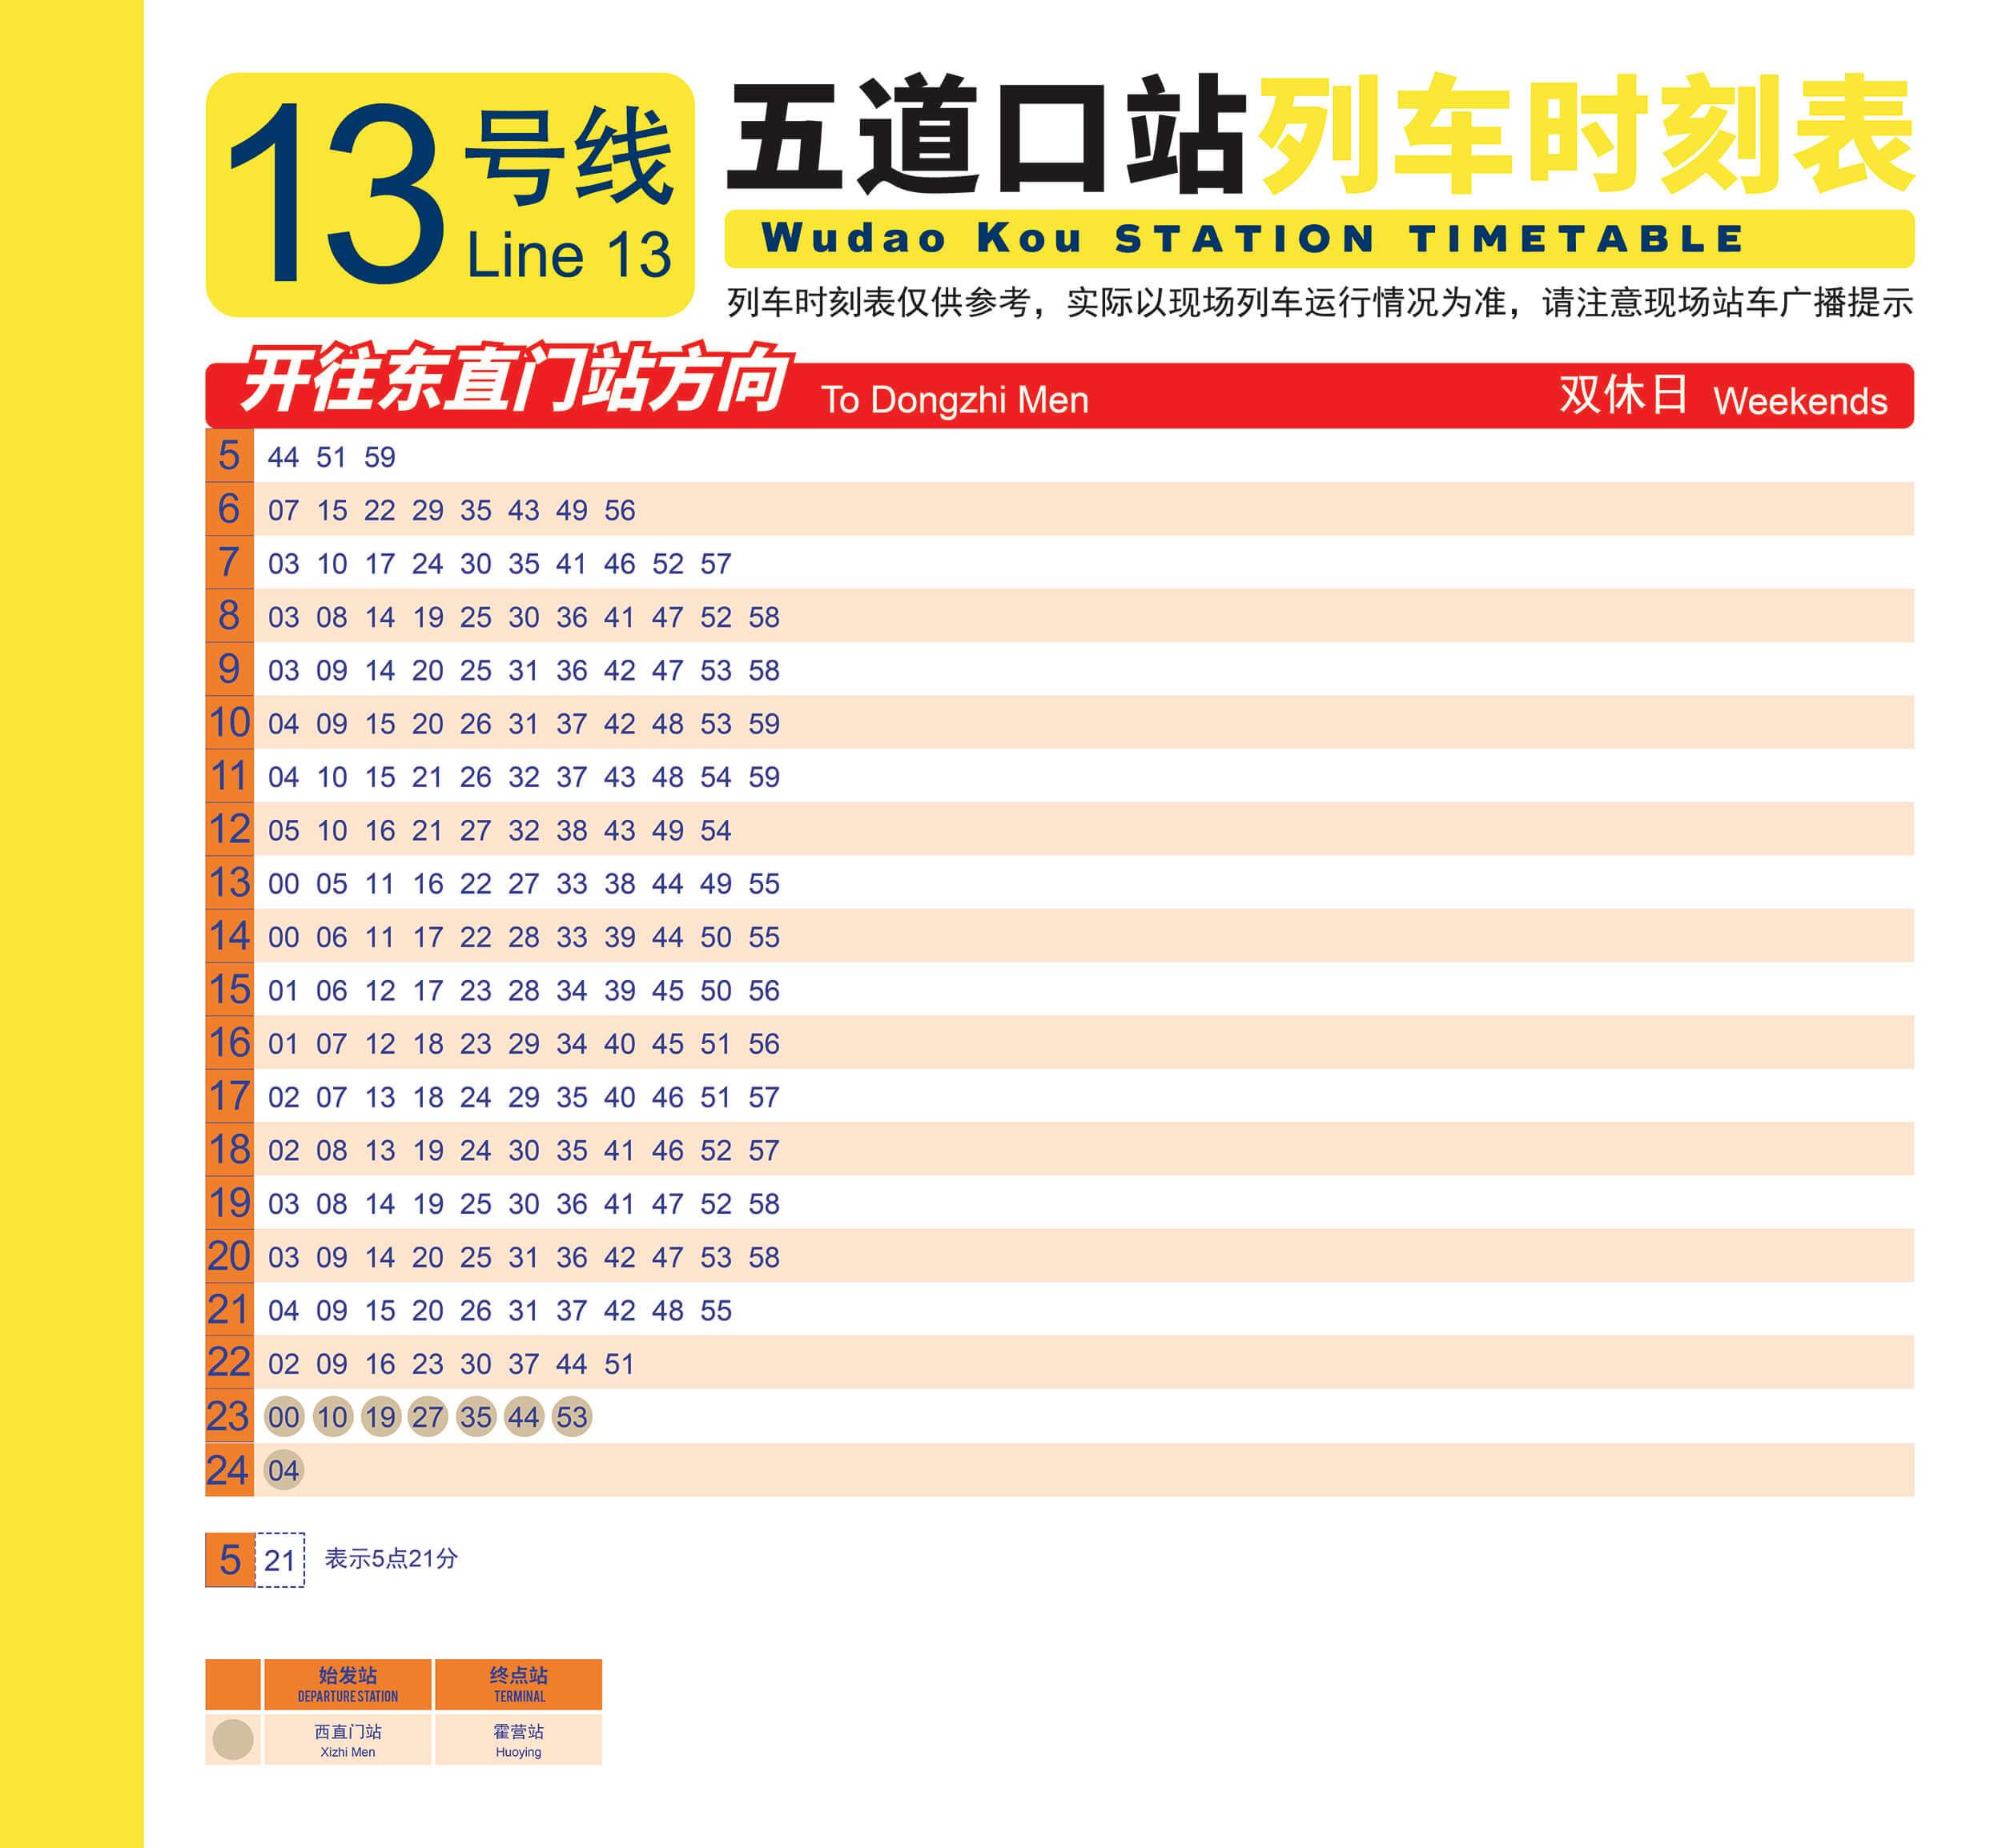 13号线
Line 13
五道口站列车时刻表
Wudao Kou STATION TIMETABLE
列车时刻表仅供参考，实际以现场列车运行情况为准，请注意现场站车广播提示
开往东直门站方向 To Dongzhi Men 双休日 Weekends
5 44 51 59
6 07 15 22 29 35 43 49 56
7 03 10 17 24 30 35 41 46 52 57
8 03 08 14 19 25 30 36 41 47 52 58
9 03 09 14 20 25 31 36 42 47 53 58
10 04 09 15 20 26 31 37 42 48 53 59
11 04 10 15 21 26 32 37 43 48 54 59
12 05 10 16 21 27 32 38 43 49 54
13 00 05 11 16 22 27 33 38 44 49 55
14 00 06 11 17 22 28 33 39 44 50 55
15 01 06 12 17 23 28 34 39 45 50 56
16 01 07 12 18 23 29 34 40 45 51 56
17 02 07 13 18 24 29 35 40 46 51 57
18 02 08 13 19 24 30 35 41 46 52 57
19 03 08 14 19 25 30 36 41 47 52 58
20 03 09 14 20 25 31 36 42 47 53 58
21 04 09 15 20 26 31 37 42 48 55
22 02 09 16 23 30 37 44 51
23 00 10 19 27 35 44 53
24 04
5 21 表示5点21分
始发站 终点站
DEPARTURE STATION TERMINAL
西直门站 霍营站
Xizhi Men Huoying